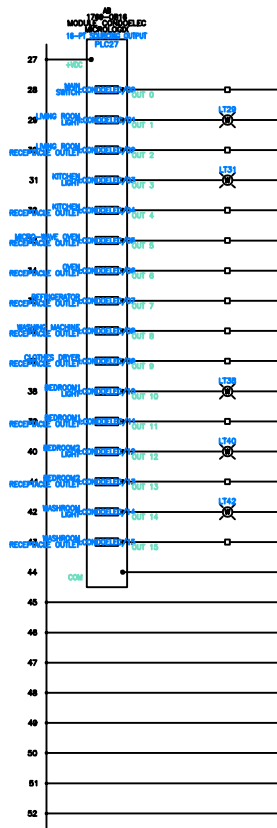 AB
1769-OB16
MODULE CONDOELEC
MICROLOGIX
16-PT SOURCING OUTPUT
PLC27
27
+VDC
28
MAIN
SWITCH
OUT 0
29
LIVING ROOM
LIGHT
OUT 1
LT29
W
LIVING ROOM
RECEPTACLE OUTLET
OUT 2
31
KITCHEN
LIGHT
OUT 3
LT31
W
KITCHEN
RECEPTACLE OUTLET
OUT 4
MICRO-WAVE OVEN
RECEPTACLE OUTLET
OUT 5
OVEN
RECEPTACLE OUTLET
OUT 6
REFRIGERATOR
RECEPTACLE OUTLET
OUT 7
WASHING MACHINE
RECEPTACLE OUTLET
OUT 8
CLOTHES DRYER
RECEPTACLE OUTLET
OUT 9
38
BEDROOM1
LIGHT
OUT 10
LT38
W
BEDROOM1
RECEPTACLE OUTLET
OUT 11
40
BEDROOM2
LIGHT
OUT 12
LT40
W
BEDROOM2
RECEPTACLE OUTLET
OUT 13
42
WASHROOM
LIGHT
OUT 14
LT42
W
WASHROOM
RECEPTACLE OUTLET
OUT 15
44
COM
45
46
47
48
49
50
51
52